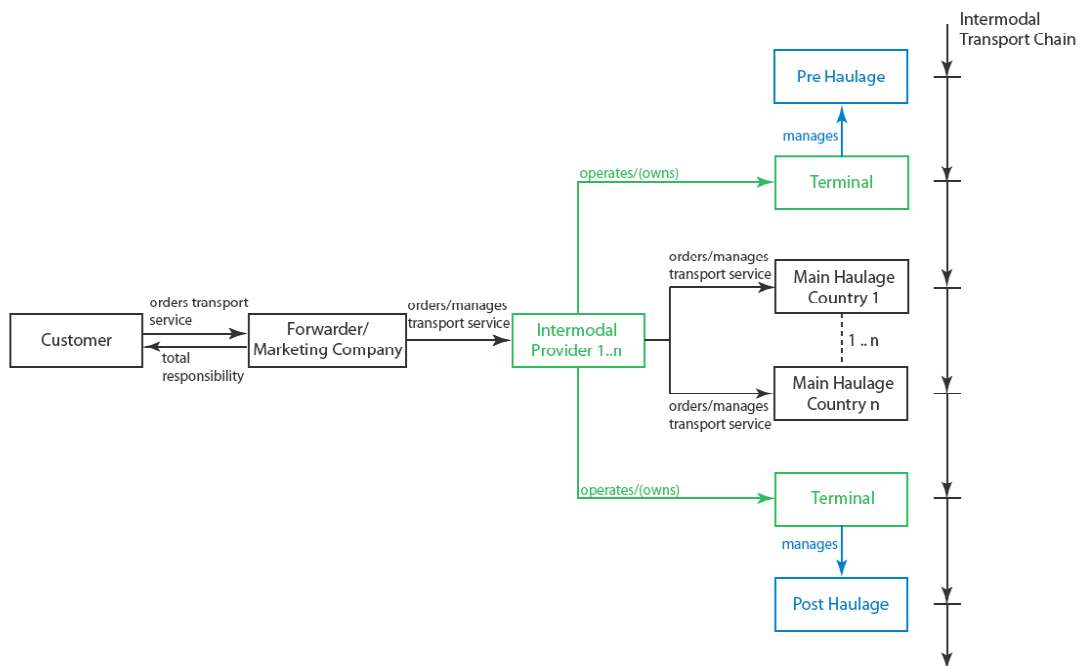 Intermodal
Transport Chain
Pre Haulage
manages
operates/(owns)
Terminal
orders/manages
transport service
Main Haulage
Country 1
orders transport
service
orders/manages
transport service
Customer
Forwarder/
Marketing Company
Intermodal
Provider 1..n
1 .. n
total
responsibility
Main Haulage
Country n
orders/manages
transport service
operates/(owns)
Terminal
manages
Post Haulage